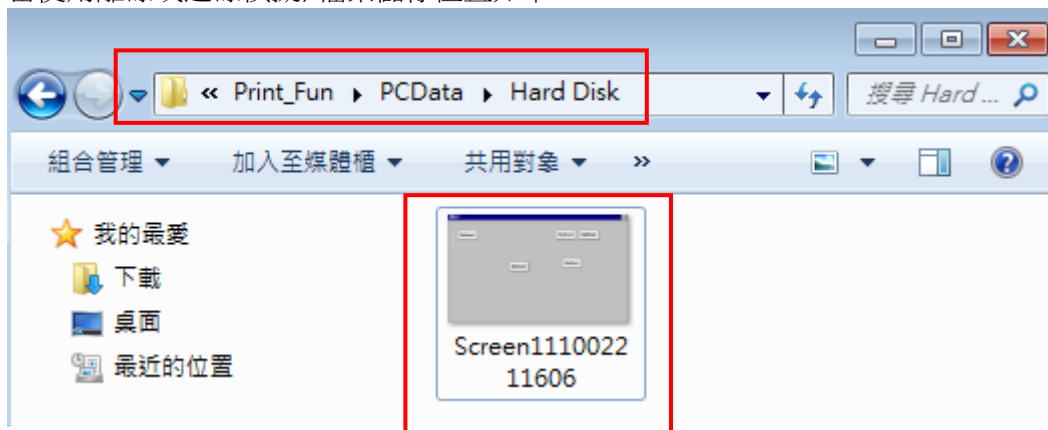 « Print_Fun ▸ PCData ▸ Hard Disk
搜尋 Hard ...
組合管理 加入至媒體櫃 共用對象 »
我的最愛
下載
桌面
最近的位置
Screen1110022
11606